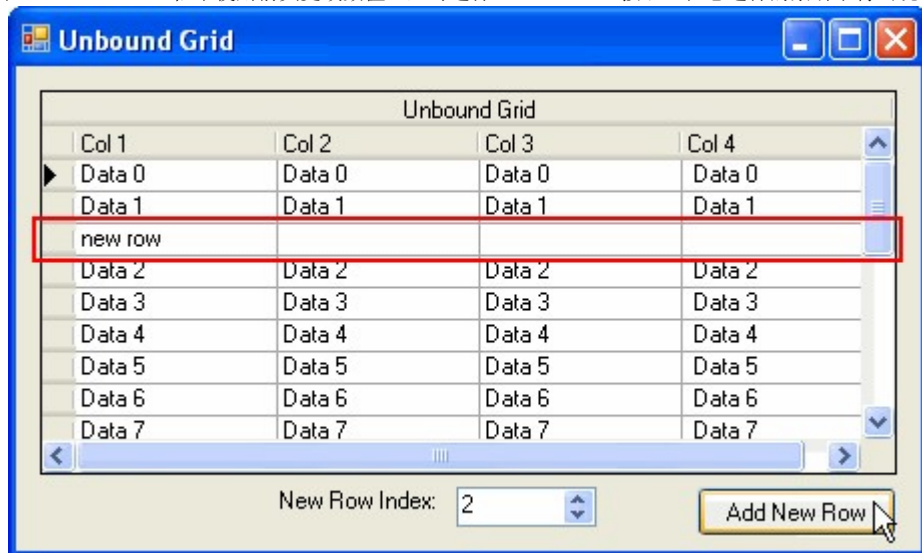 Unbound Grid
Unbound Grid
Col 1 Col 2 Col 3 Col 4
Data 0 Data 0 Data 0 Data 0
Data 1 Data 1 Data 1 Data 1
new row
Data 2 Data 2 Data 2 Data 2
Data 3 Data 3 Data 3 Data 3
Data 4 Data 4 Data 4 Data 4
Data 5 Data 5 Data 5 Data 5
Data 6 Data 6 Data 6 Data 6
Data 7 Data 7 Data 7 Data 7
New Row Index: 2 Add New Row